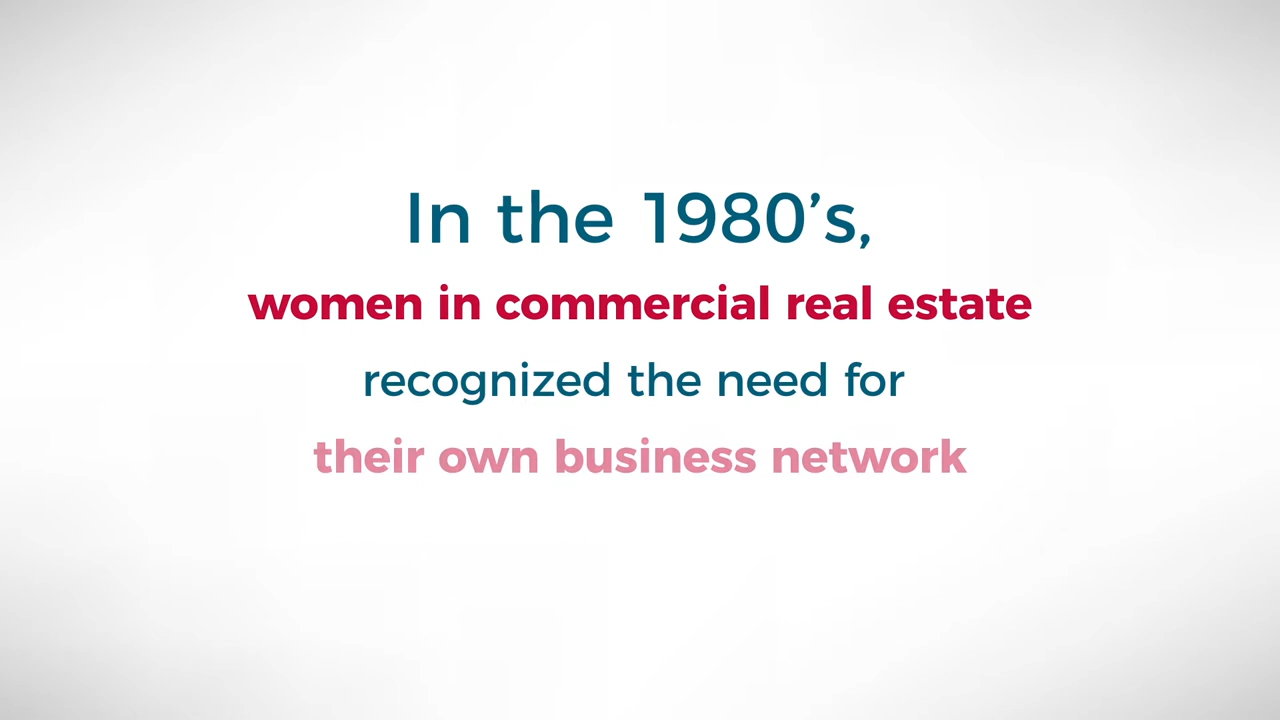 In the 1980’s,
women in commercial real estate
recognized the need for
their own business network